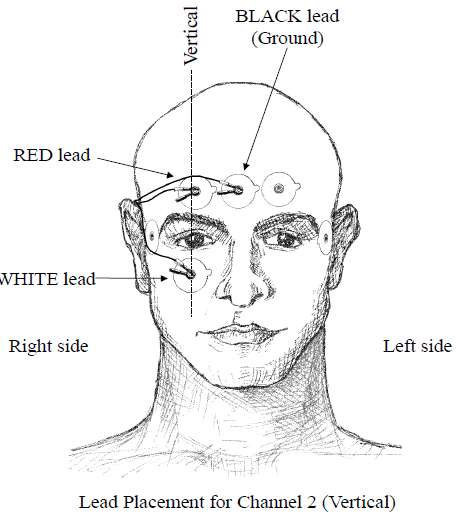 BLACK lead
(Ground)
Vertical
RED lead
WHITE lead
Right side
Left side
Lead Placement for Channel 2 (Vertical)